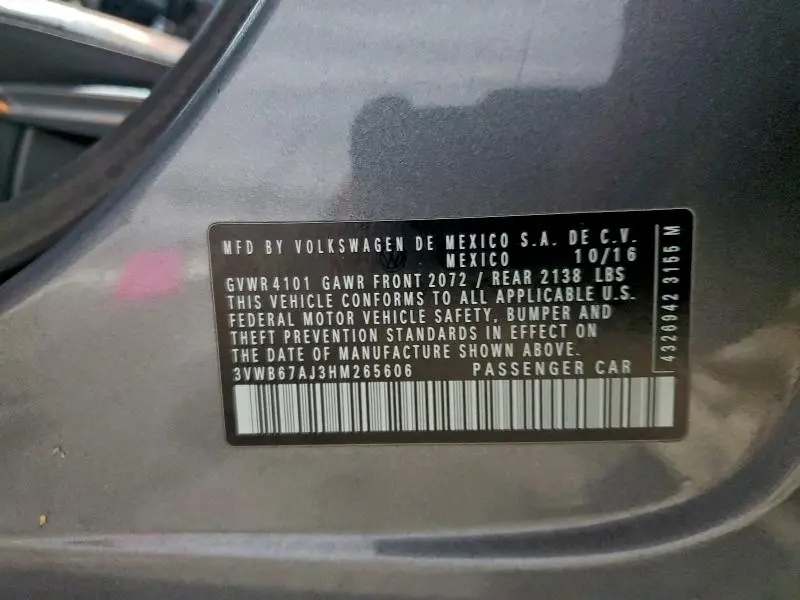 MFD BY VOLKSWAGEN DE MEXICO S.A. DE C.V.
MEXICO 10/16
GVWR 4101 GAWR FRONT 2072 / REAR 2138 LBS
THIS VEHICLE CONFORMS TO ALL APPLICABLE U.S.
FEDERAL MOTOR VEHICLE SAFETY, BUMPER AND
THEFT PREVENTION STANDARDS IN EFFECT ON
THE DATE OF MANUFACTURE SHOWN ABOVE.
3VWB67AJ3HM265606 PASSENGER CAR
4326942 3155 M